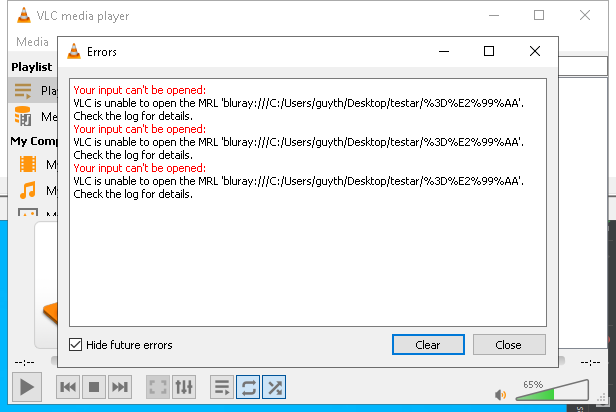 VLC media player
Media
Errors
Playlist
Your input can't be opened:
VLC is unable to open the MRL 'bluray:///C:/Users/guyth/Desktop/testar/%3D%E2%99%AA'.
Check the log for details.
Your input can't be opened:
VLC is unable to open the MRL 'bluray:///C:/Users/guyth/Desktop/testar/%3D%E2%99%AA'.
Check the log for details.
Your input can't be opened:
VLC is unable to open the MRL 'bluray:///C:/Users/guyth/Desktop/testar/%3D%E2%99%AA'.
Check the log for details.
Pla
Me
My Comp
My
My
Hide future errors
Clear
Close
--:--
--:--
65%